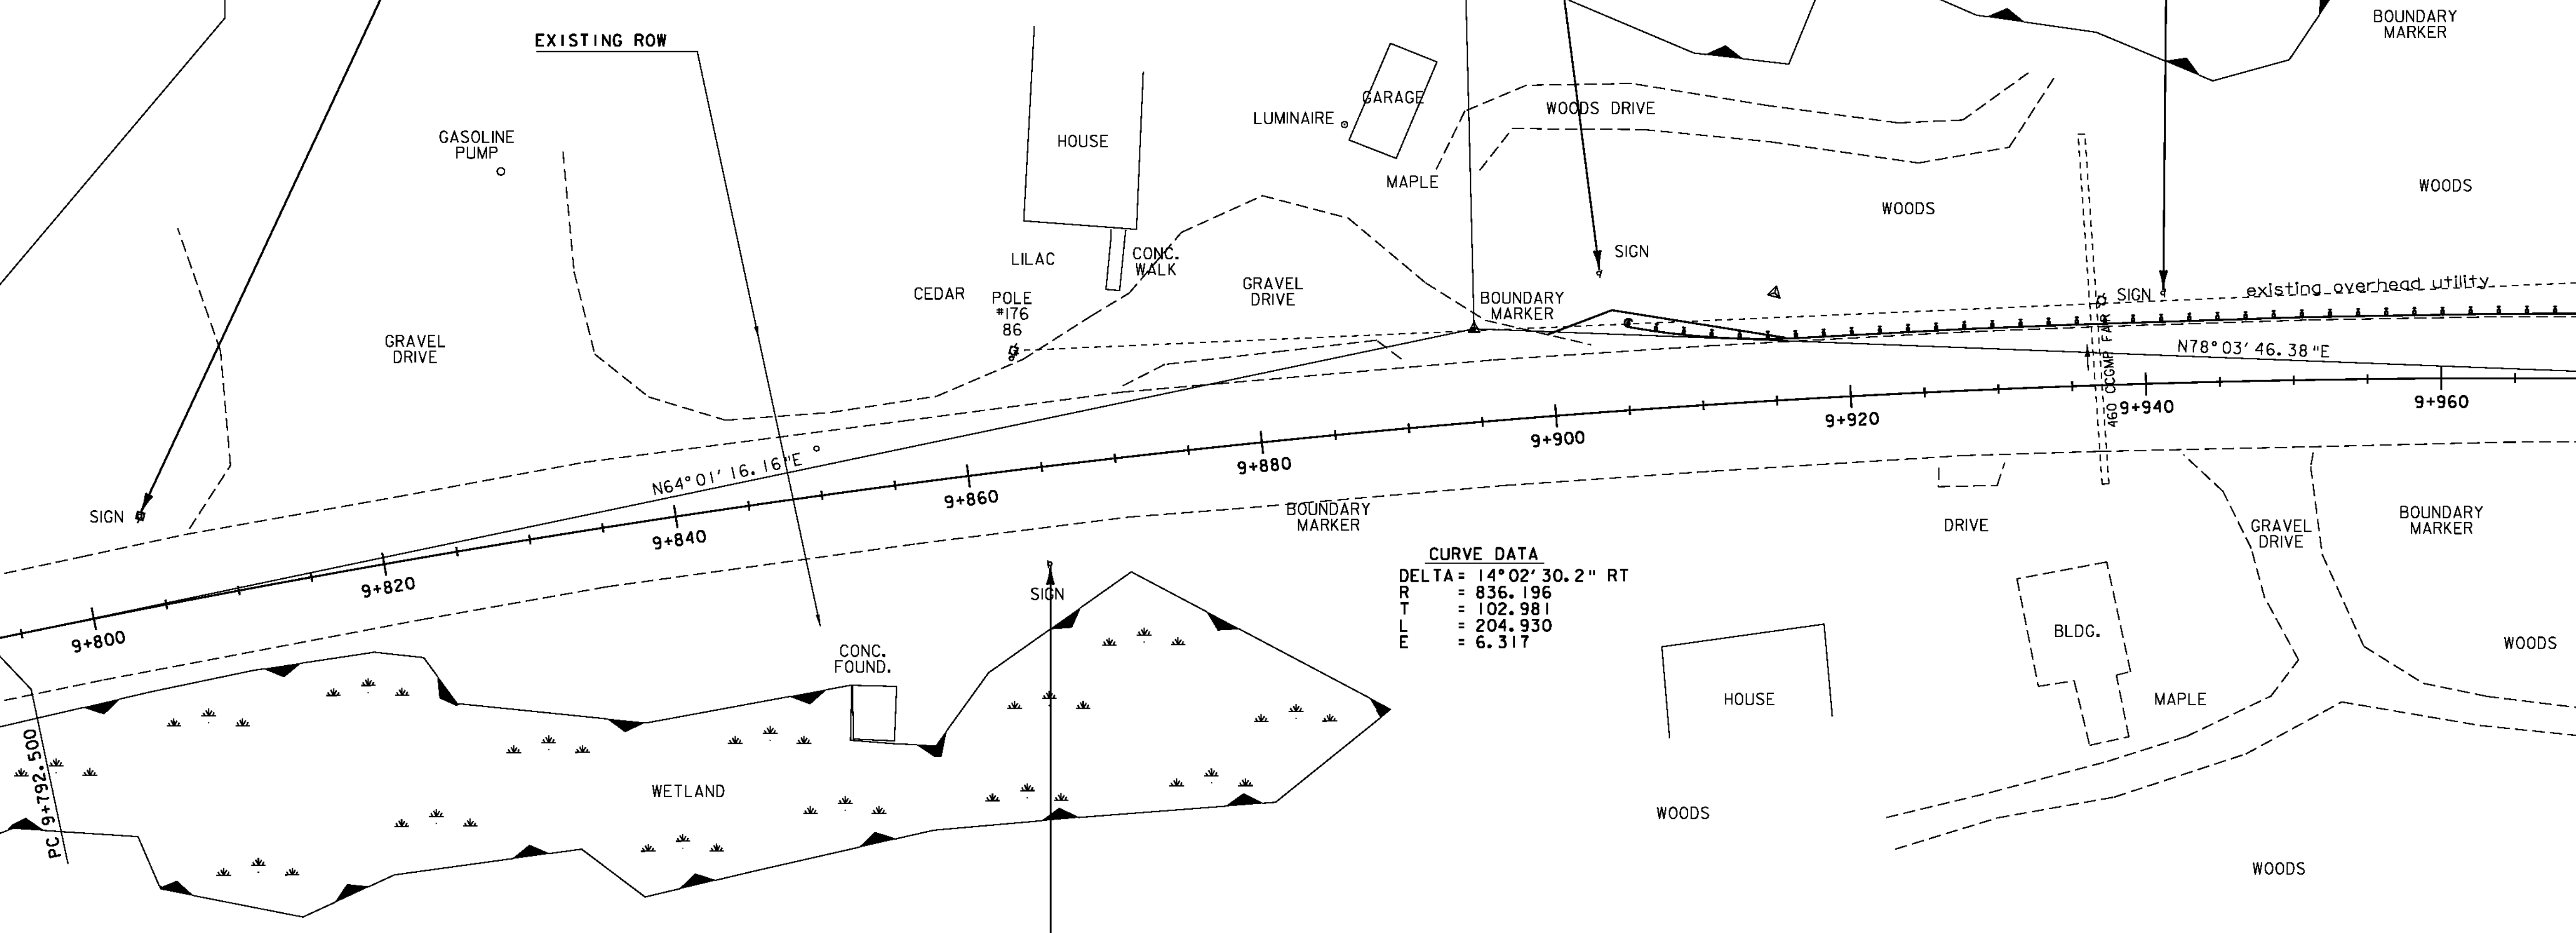 BOUNDARY
MARKER
EXISTING ROW
GARAGE
WOODS DRIVE
LUMINAIRE
GASOLINE
PUMP
HOUSE
MAPLE
WOODS
WOODS
SIGN
LILAC
CONC.
WALK
CEDAR
POLE
#176
86
GRAVEL
DRIVE
BOUNDARY
MARKER
SIGN
existing overhead utility
GRAVEL
DRIVE
460 CCGMP FAIR
N78°03'46.38"E
N64°01'16.16"E
SIGN
9+800
9+820
9+840
9+860
9+880
9+900
9+920
9+940
9+960
BOUNDARY
MARKER
DRIVE
GRAVEL
DRIVE
BOUNDARY
MARKER
CURVE DATA
DELTA= 14°02'30.2" RT
R = 836.196
T = 102.981
L = 204.930
E = 6.317
SIGN
CONC.
FOUND.
BLDG.
WOODS
HOUSE
MAPLE
PC 9+792.500
WETLAND
WOODS
WOODS